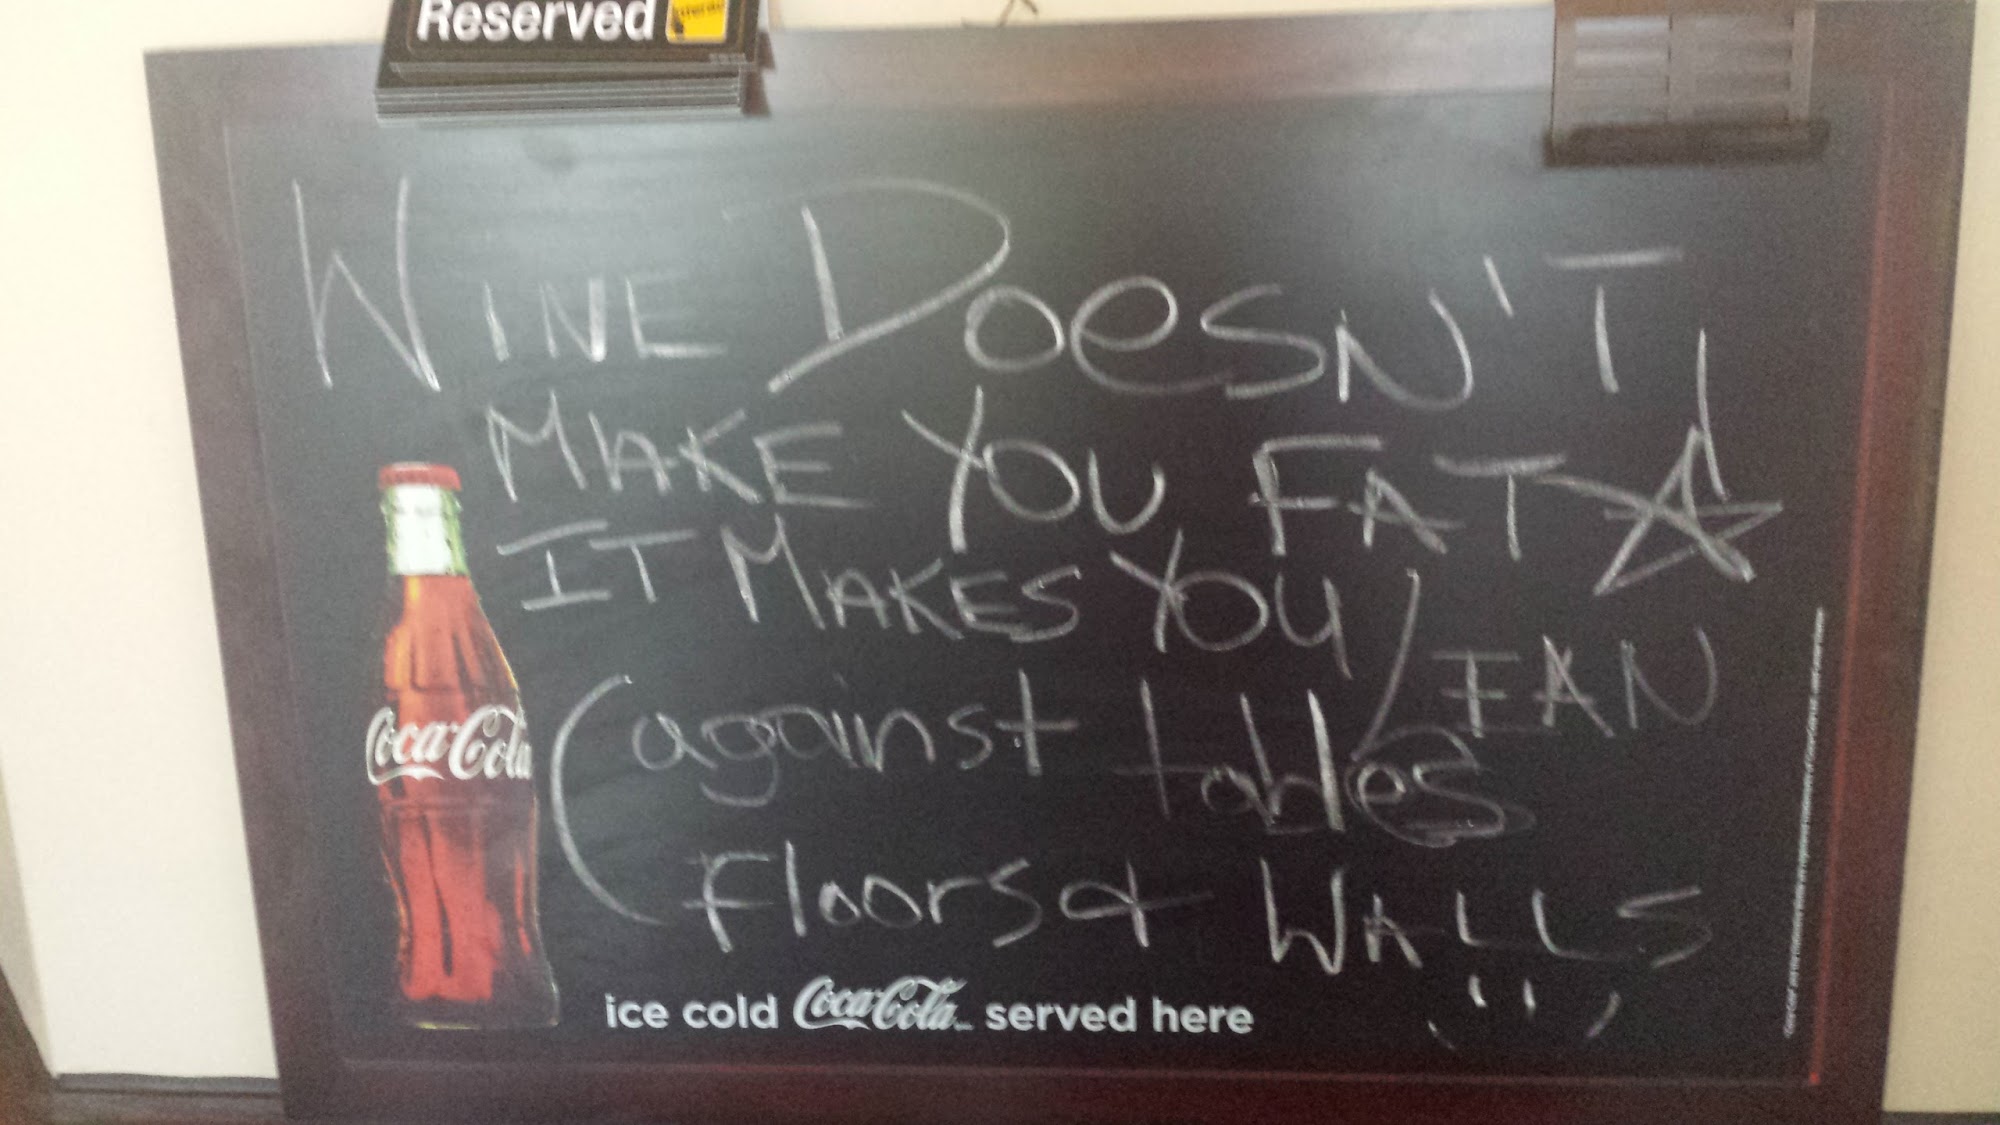 Reserved
WINE DOeSN'T
MAKE YOU FAT
IT MAKES YOU
/EAN
(against tables
Floors & WALLS
Coca-Cola
ice cold Coca-Cola served here